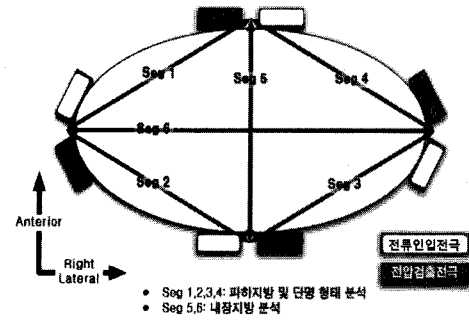 Seg 1
Seg 5
Seg 4
Seg 6
Seg 2
Seg 3
Anterior
Right
Lateral
전류인입전극
전압검출전극
• Seg 1,2,3,4: 피하지방 및 단명 형태 분석
• Seg 5,6: 내장지방 분석